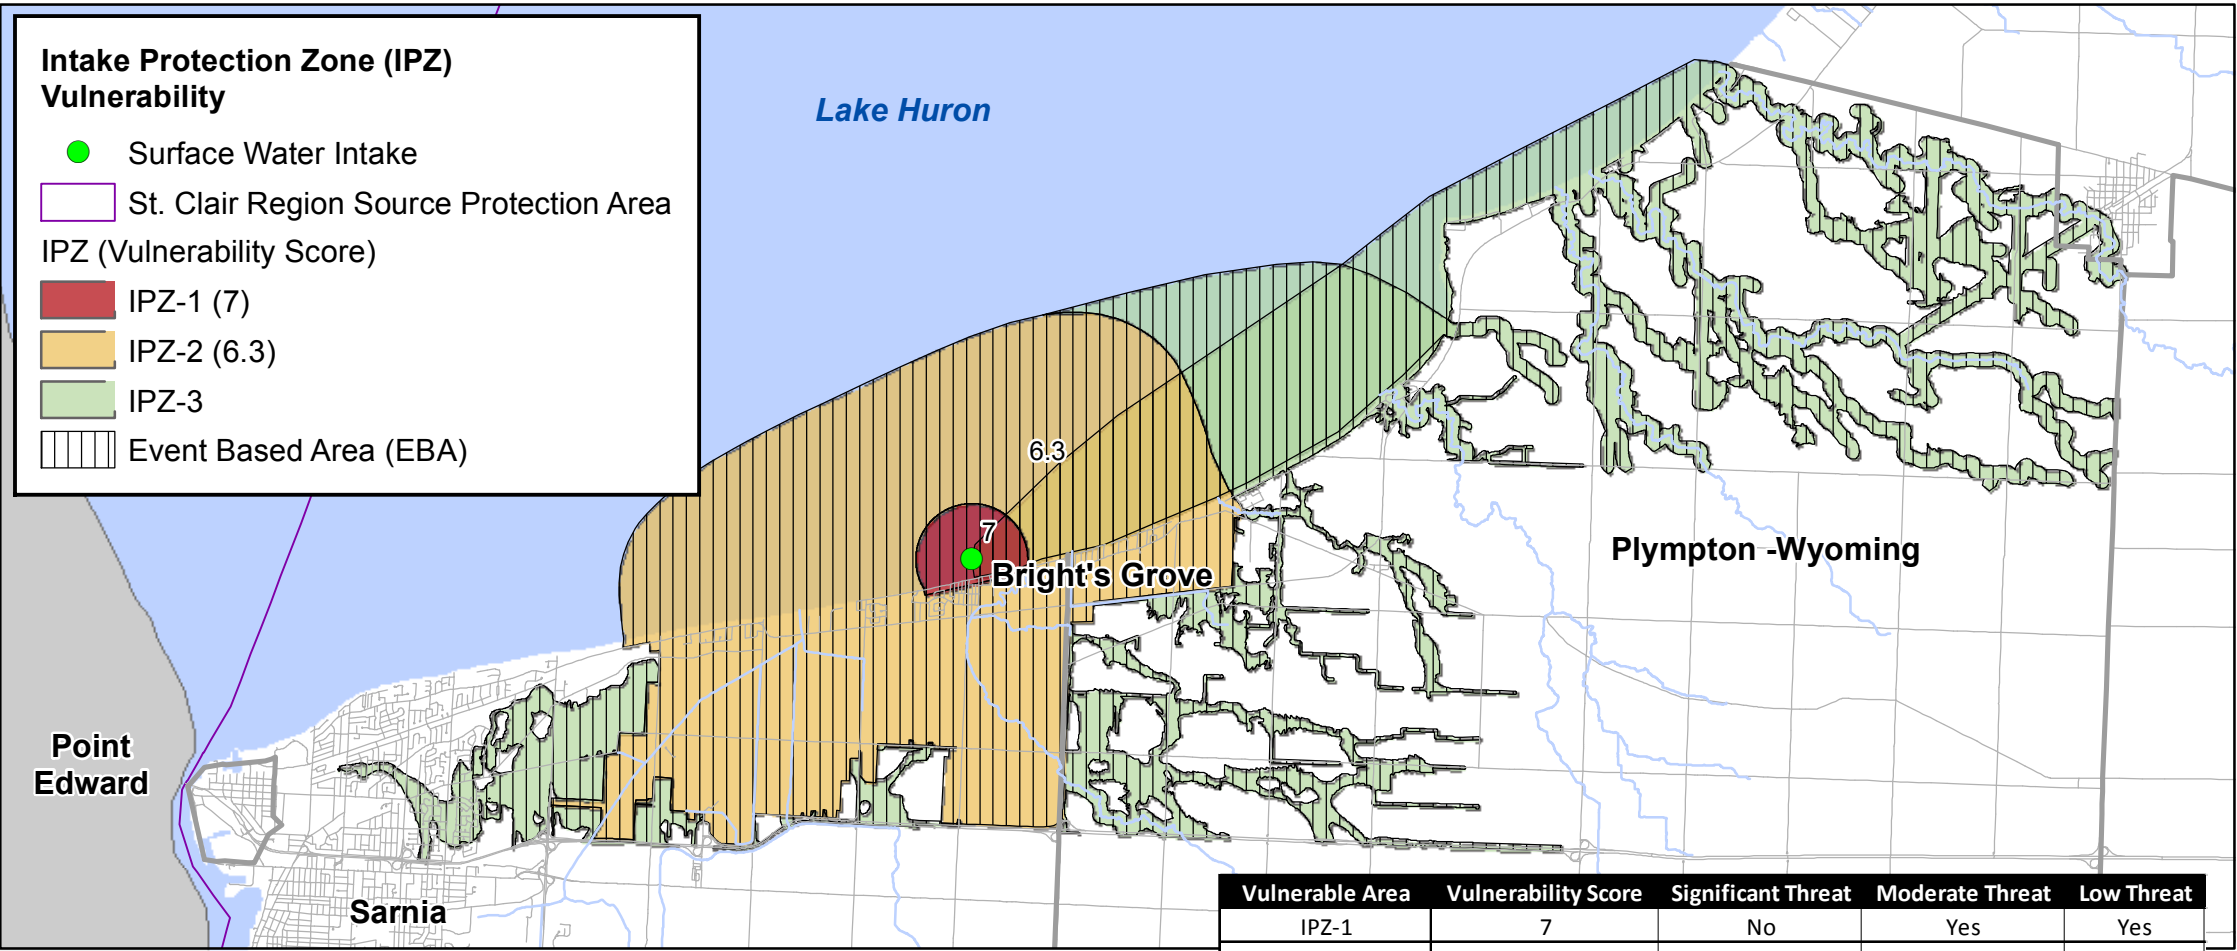 Intake Protection Zone (IPZ)
Vulnerability
Surface Water Intake
St. Clair Region Source Protection Area
IPZ (Vulnerability Score)
IPZ-1 (7)
IPZ-2 (6.3)
IPZ-3
Event Based Area (EBA)
Lake Huron
6.3
7
Bright's Grove
Plympton -Wyoming
Point
Edward
Sarnia
Vulnerable Area Vulnerability Score Significant Threat Moderate Threat Low Threat
IPZ-1 7 No Yes Yes